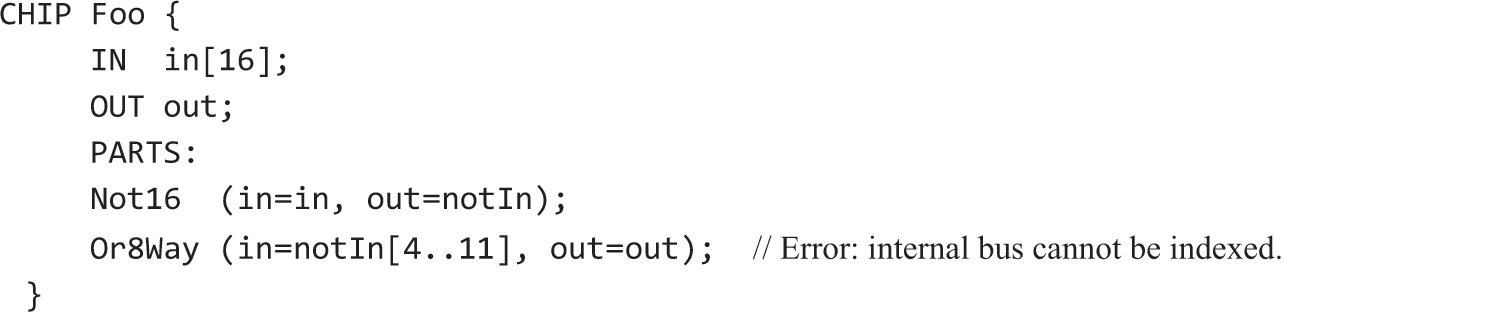 CHIP Foo {
IN in[16];
OUT out;
PARTS:
Not16 (in=in, out=notIn);
Or8Way (in=notIn[4..11], out=out); // Error: internal bus cannot be indexed.
}